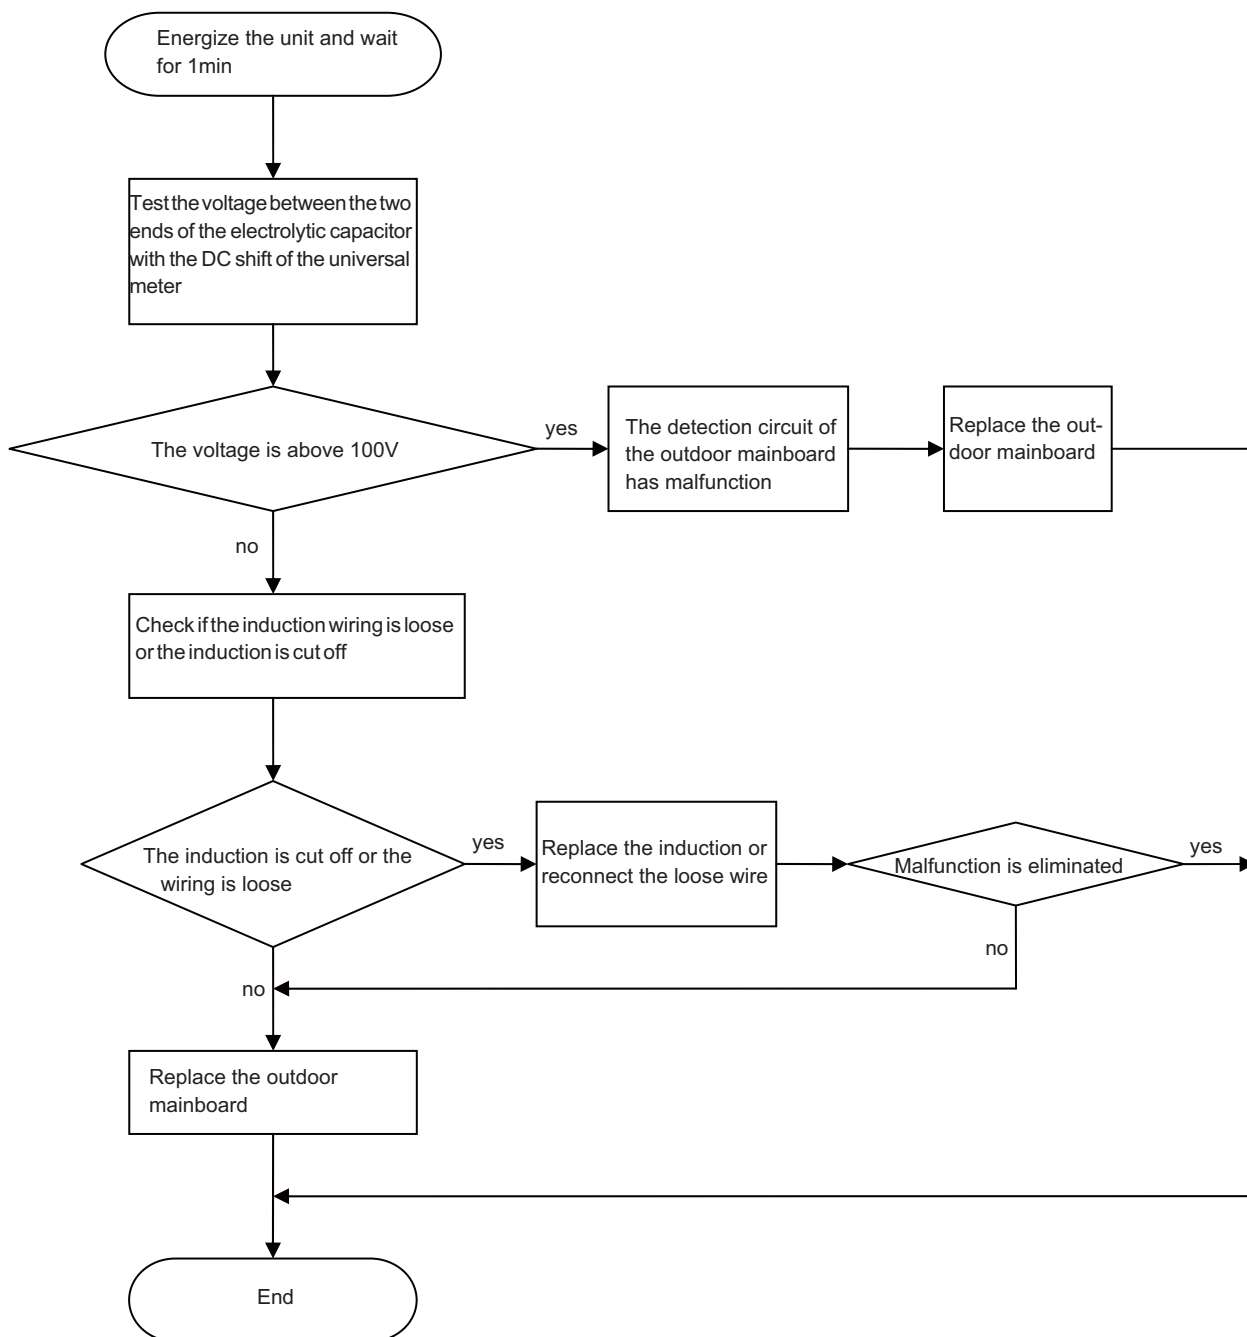 Energize the unit and wait
for 1min
Test the voltage between the two
ends of the electrolytic capacitor
with the DC shift of the universal
meter
The voltage is above 100V
yes
The detection circuit of
the outdoor mainboard
has malfunction
Replace the out-
door mainboard
no
Check if the induction wiring is loose
or the induction is cut off
The induction is cut off or the
wiring is loose
yes
Replace the induction or
reconnect the loose wire
Malfunction is eliminated
yes
no
no
Replace the outdoor
mainboard
End